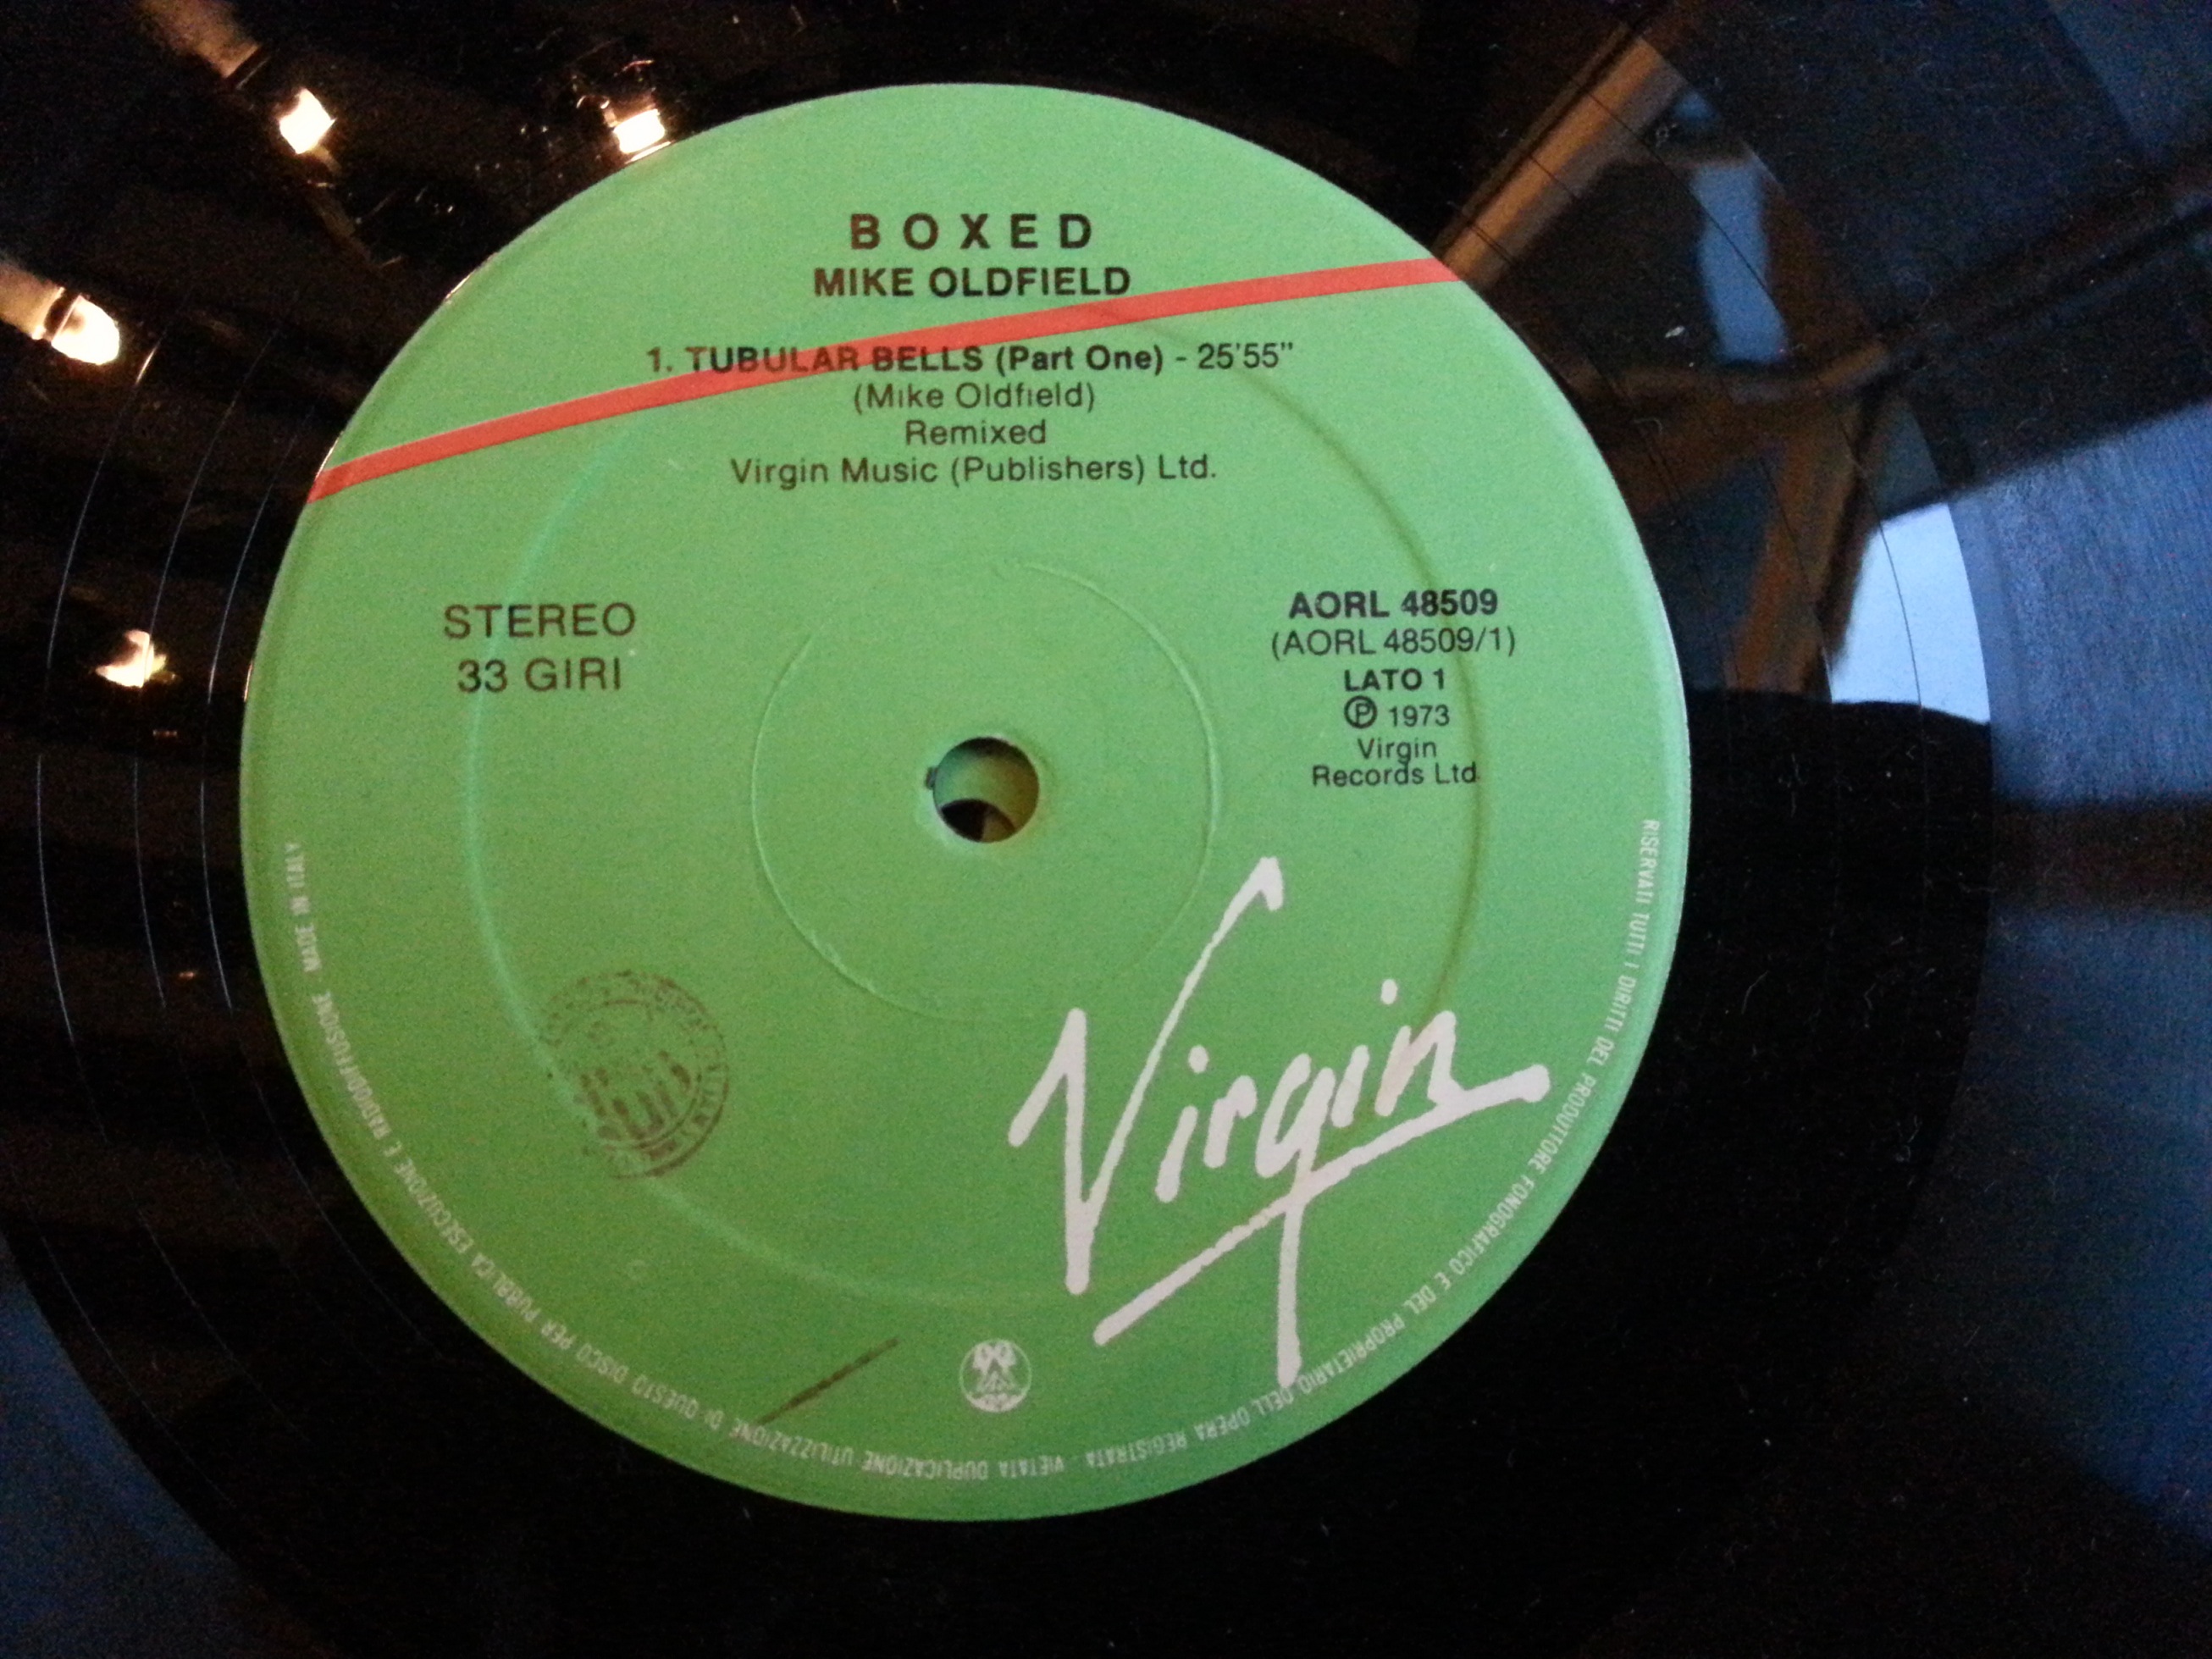 BOXED
MIKE OLDFIELD
1. TUBULAR BELLS (Part One) - 25'55"
(Mike Oldfield)
Remixed
Virgin Music (Publishers) Ltd.
STEREO
33 GIRI
AORL 48509
(AORL 48509/1)
LATO 1
℗ 1973
Virgin
Records Ltd
Virgin
RISERVATI TUTTI I DIRITTI DEL PRODUTTORE FONOGRAFICO E DEL PROPRIETARIO DELL'OPERA REGISTRATA - VIETATA DUPLICAZIONE UTILIZZAZIONE DI QUESTO DISCO PER PUBBLICA ESECUZIONE E RADIODIFFUSIONE MADE IN ITALY